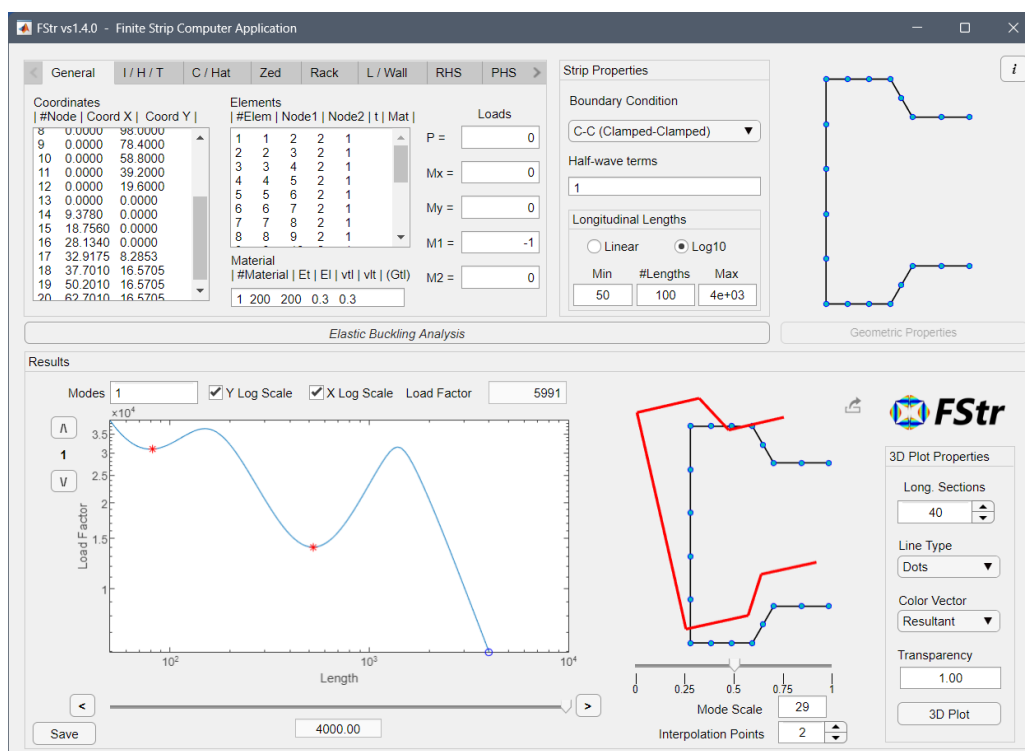 FStr vs1.4.0 - Finite Strip Computer Application
General I / H / T C / Hat Zed Rack L / Wall RHS PHS
Coordinates
| #Node | Coord X | Coord Y |
8 0.0000 98.0000
9 0.0000 78.4000
10 0.0000 58.8000
11 0.0000 39.2000
12 0.0000 19.6000
13 0.0000 0.0000
14 9.3780 0.0000
15 18.7560 0.0000
16 28.1340 0.0000
17 32.9175 8.2853
18 37.7010 16.5705
19 50.2010 16.5705
20 62.7010 16.5705
Elements
| #Elem | Node1 | Node2 | t | Mat |
1 1 2 2 1
2 2 3 2 1
3 3 4 2 1
4 4 5 2 1
5 5 6 2 1
6 6 7 2 1
7 7 8 2 1
8 8 9 2 1
Material
| #Material | Et | El | vtl | vlt | (Gtl)
1 200 200 0.3 0.3
Loads
P = 0
Mx = 0
My = 0
M1 = -1
M2 = 0
Strip Properties
Boundary Condition
C-C (Clamped-Clamped)
Half-wave terms
1
Longitudinal Lengths
Linear Log10
Min #Lengths Max
50 100 4e+03
i
Elastic Buckling Analysis
Geometric Properties
Results
Modes 1 Y Log Scale X Log Scale Load Factor 5991
/\
1
\/
×10⁴
3.5
3
2.5
2
1.5
1
Load Factor
10² 10³ 10⁴
Length
< >
4000.00
Save
0 0.25 0.5 0.75 1
Mode Scale 29
Interpolation Points 2
FStr
3D Plot Properties
Long. Sections
40
Line Type
Dots
Color Vector
Resultant
Transparency
1.00
3D Plot